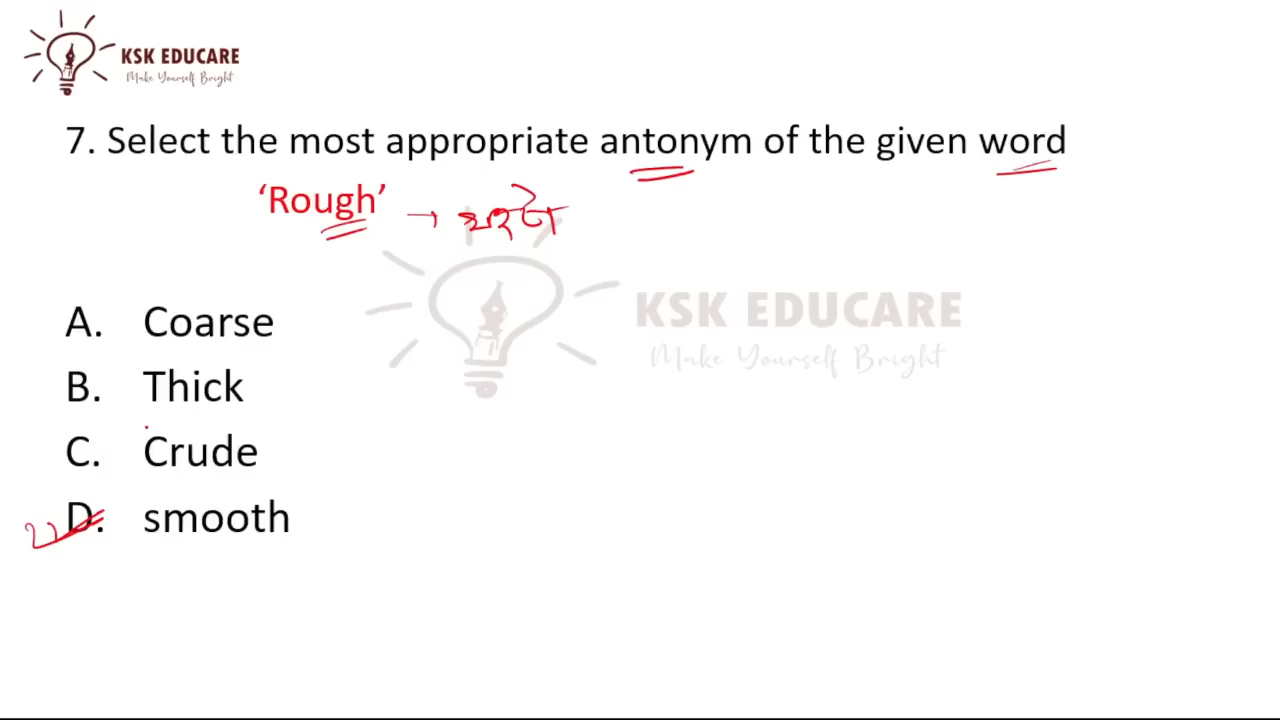 KSK EDUCARE
Make Yourself Bright
7. Select the most appropriate antonym of the given word
‘Rough’ →
KSK EDUCARE
Make Yourself Bright
A. Coarse
B. Thick
C. Crude
D. smooth